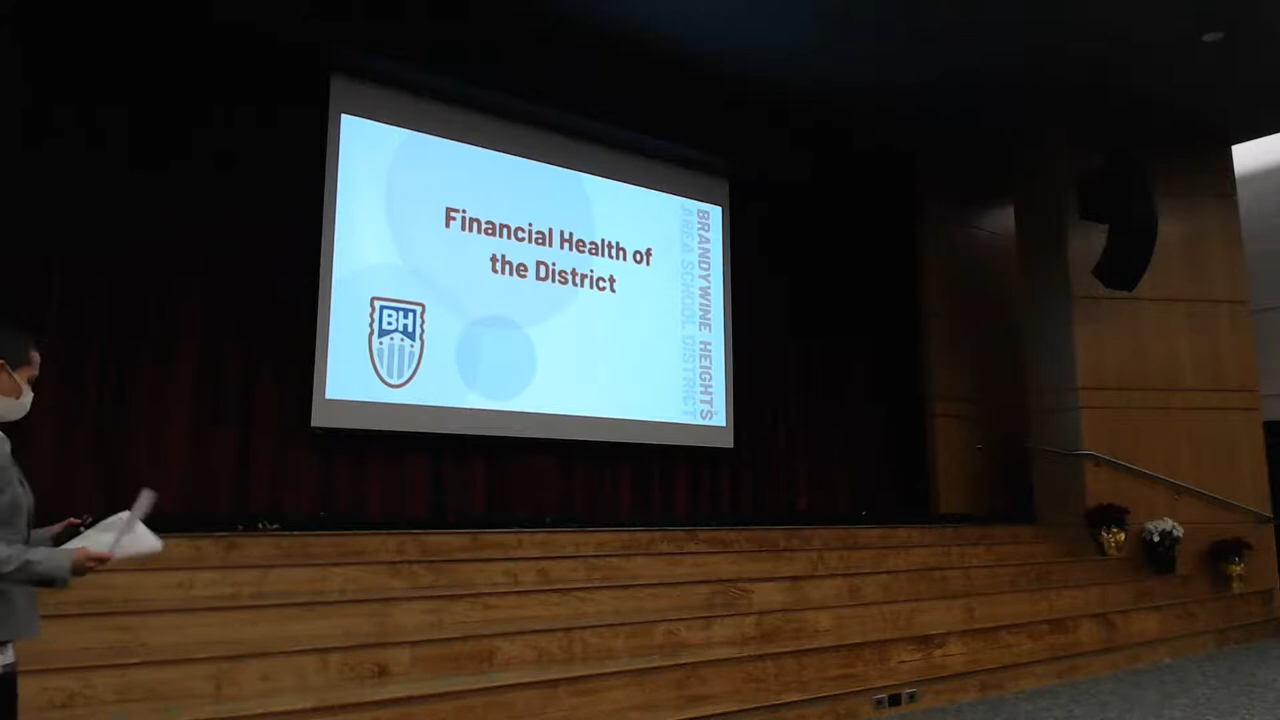 Financial Health of
the District
BH
BRANDYWINE HEIGHTS
AREA SCHOOL DISTRICT